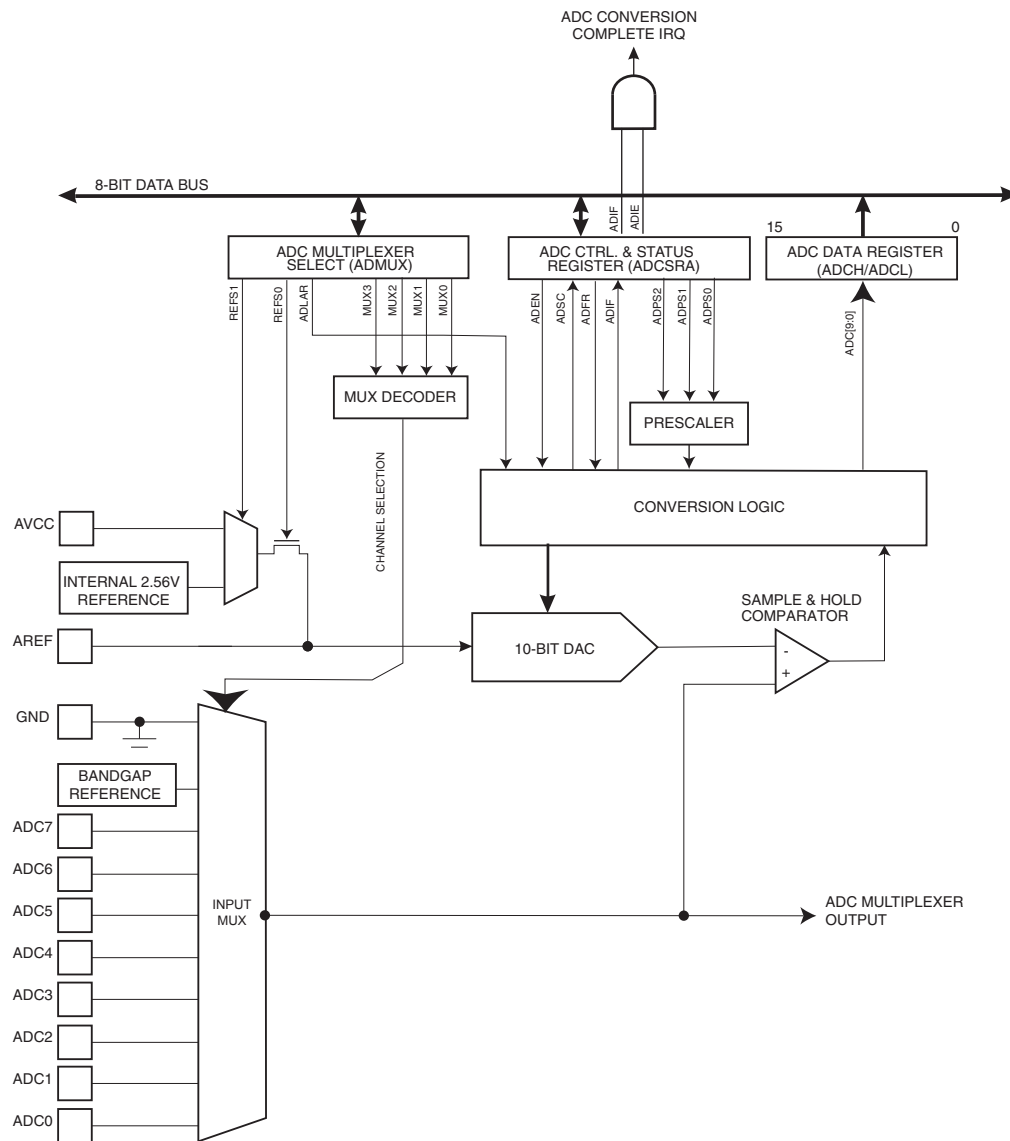 ADC CONVERSION
COMPLETE IRQ
8-BIT DATA BUS
ADIF
ADIE
15
0
ADC MULTIPLEXER
SELECT (ADMUX)
ADC CTRL. & STATUS
REGISTER (ADCSRA)
ADC DATA REGISTER
(ADCH/ADCL)
REFS1
REFS0
ADLAR
MUX3
MUX2
MUX1
MUX0
ADEN
ADSC
ADFR
ADIF
ADPS2
ADPS1
ADPS0
ADC[9:0]
MUX DECODER
PRESCALER
CHANNEL SELECTION
CONVERSION LOGIC
AVCC
INTERNAL 2.56V
REFERENCE
SAMPLE & HOLD
COMPARATOR
AREF
10-BIT DAC
-
+
GND
BANDGAP
REFERENCE
ADC7
ADC6
ADC5
INPUT
MUX
ADC MULTIPLEXER
OUTPUT
ADC4
ADC3
ADC2
ADC1
ADC0